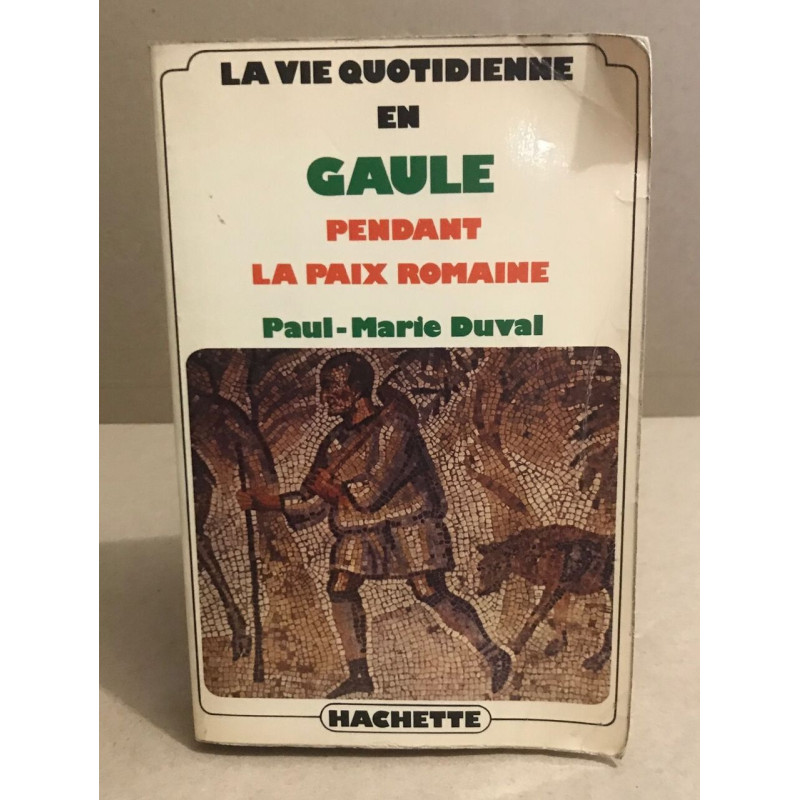 LA VIE QUOTIDIENNE
EN
GAULE
PENDANT
LA PAIX ROMAINE
Paul-Marie Duval
HACHETTE